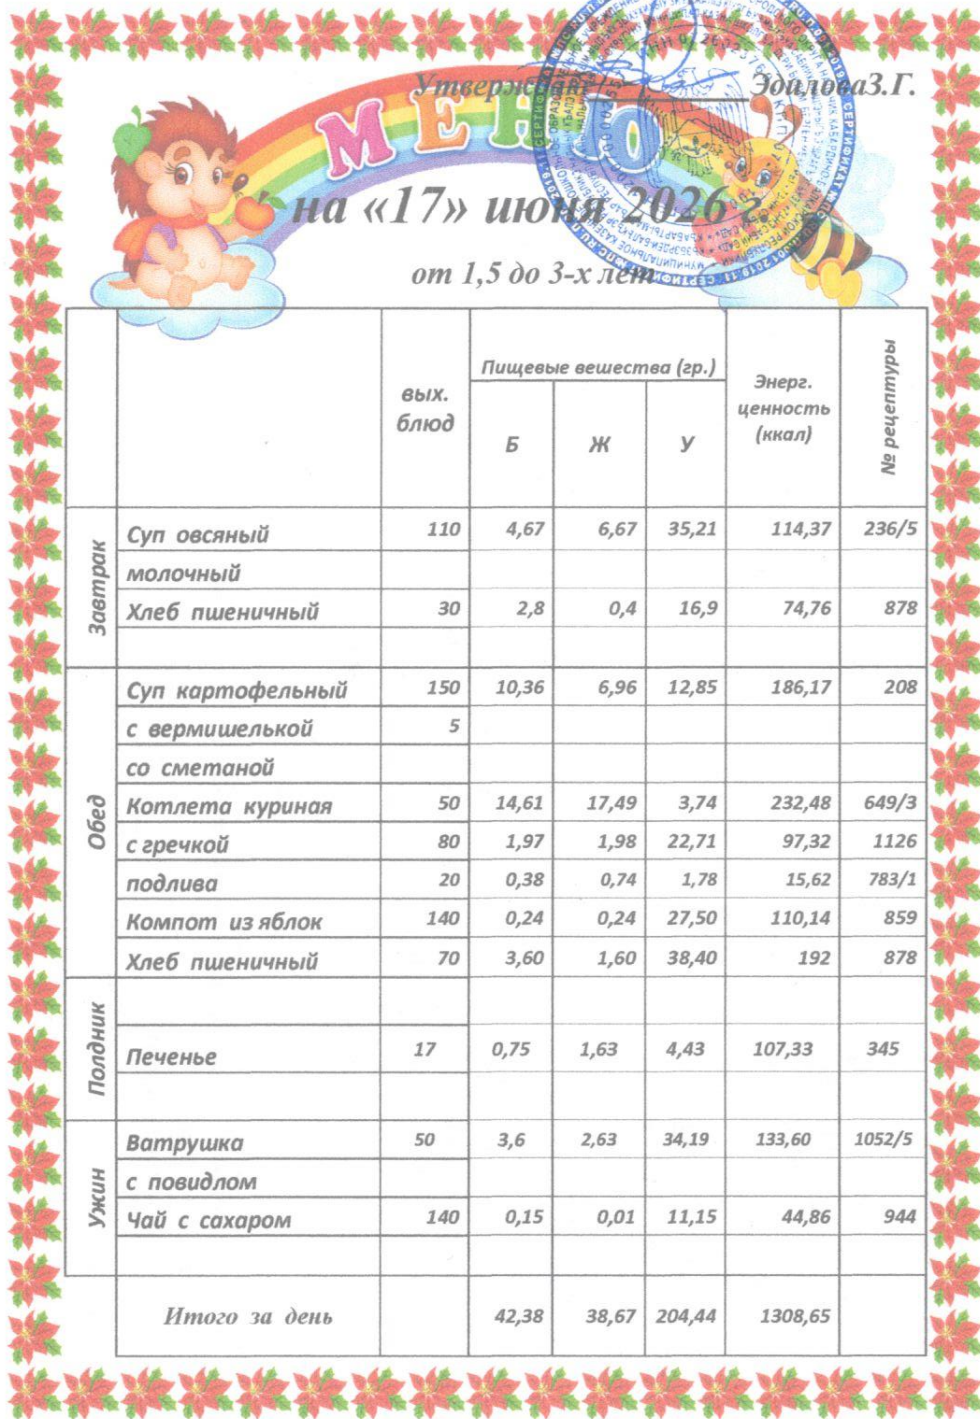 Утверждаю__________ЭдиловаЗ.Г.
МЕНЮ
на «17» июня 2026 г.
от 1,5 до 3-х лет
вых. блюд Пищевые вешества (гр.) Энерг. ценность (ккал) № рецептуры
Б Ж У
Завтрак
Суп овсяный 110 4,67 6,67 35,21 114,37 236/5
молочный
Хлеб пшеничный 30 2,8 0,4 16,9 74,76 878
Обед
Суп картофельный 150 10,36 6,96 12,85 186,17 208
с вермишелькой 5
со сметаной
Котлета куриная 50 14,61 17,49 3,74 232,48 649/3
с гречкой 80 1,97 1,98 22,71 97,32 1126
подлива 20 0,38 0,74 1,78 15,62 783/1
Компот из яблок 140 0,24 0,24 27,50 110,14 859
Хлеб пшеничный 70 3,60 1,60 38,40 192 878
Полдник
Печенье 17 0,75 1,63 4,43 107,33 345
Ужин
Ватрушка 50 3,6 2,63 34,19 133,60 1052/5
с повидлом
Чай с сахаром 140 0,15 0,01 11,15 44,86 944
Итого за день 42,38 38,67 204,44 1308,65